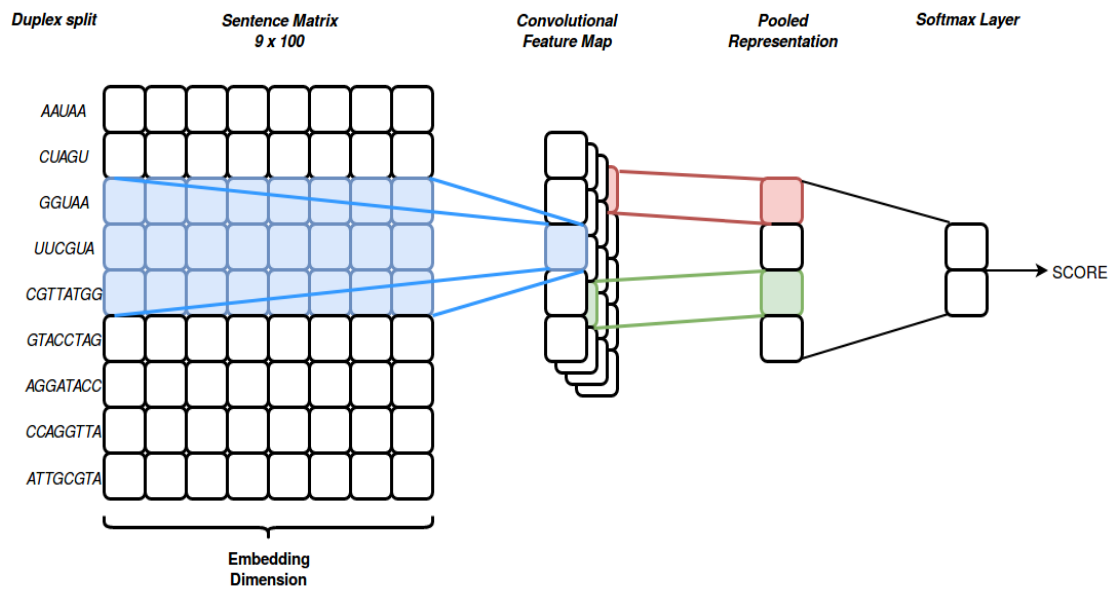 Duplex split
Sentence Matrix
9 x 100
Convolutional
Feature Map
Pooled
Representation
Softmax Layer
AAUAA
CUAGU
GGUAA
UUCGUA
CGTTATGG
GTACCTAG
AGGATACC
CCAGGTTA
ATTGCGTA
SCORE
Embedding
Dimension